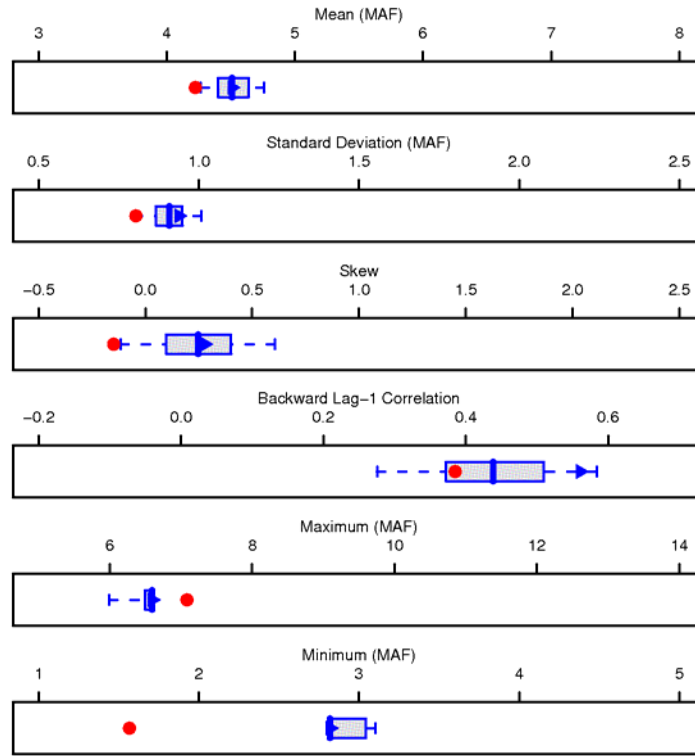 Mean (MAF)
3 4 5 6 7 8
Standard Deviation (MAF)
0.5 1.0 1.5 2.0 2.5
Skew
−0.5 0.0 0.5 1.0 1.5 2.0 2.5
Backward Lag−1 Correlation
−0.2 0.0 0.2 0.4 0.6
Maximum (MAF)
6 8 10 12 14
Minimum (MAF)
1 2 3 4 5